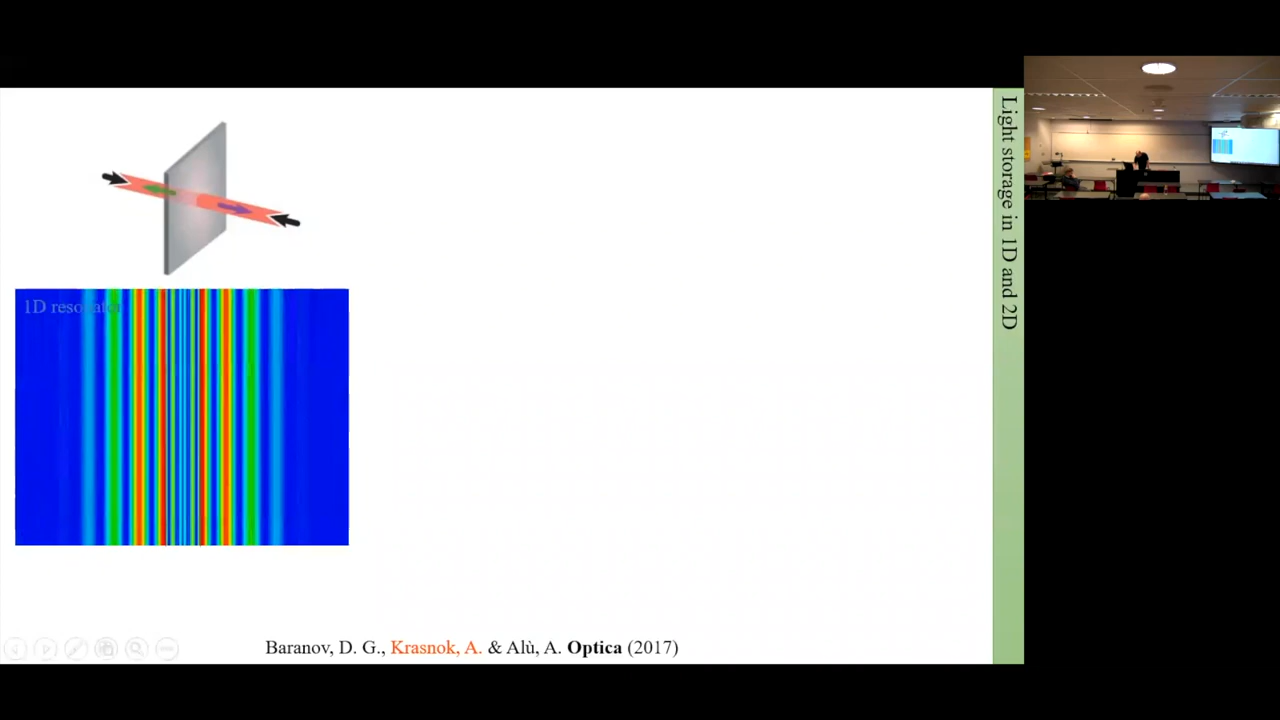 1D resonator
Baranov, D. G., Krasnok, A. & Alù, A. Optica (2017)
Light storage in 1D and 2D